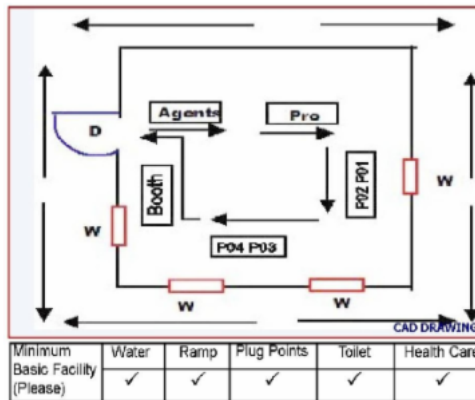 Agents
Pro
D
Booth
P02 P01
W
W
P04 P03
W
W
CAD DRAWING
Minimum Basic Facility (Please)
Water
Ramp
Plug Points
Toilet
Health Care
✓ ✓ ✓ ✓ ✓